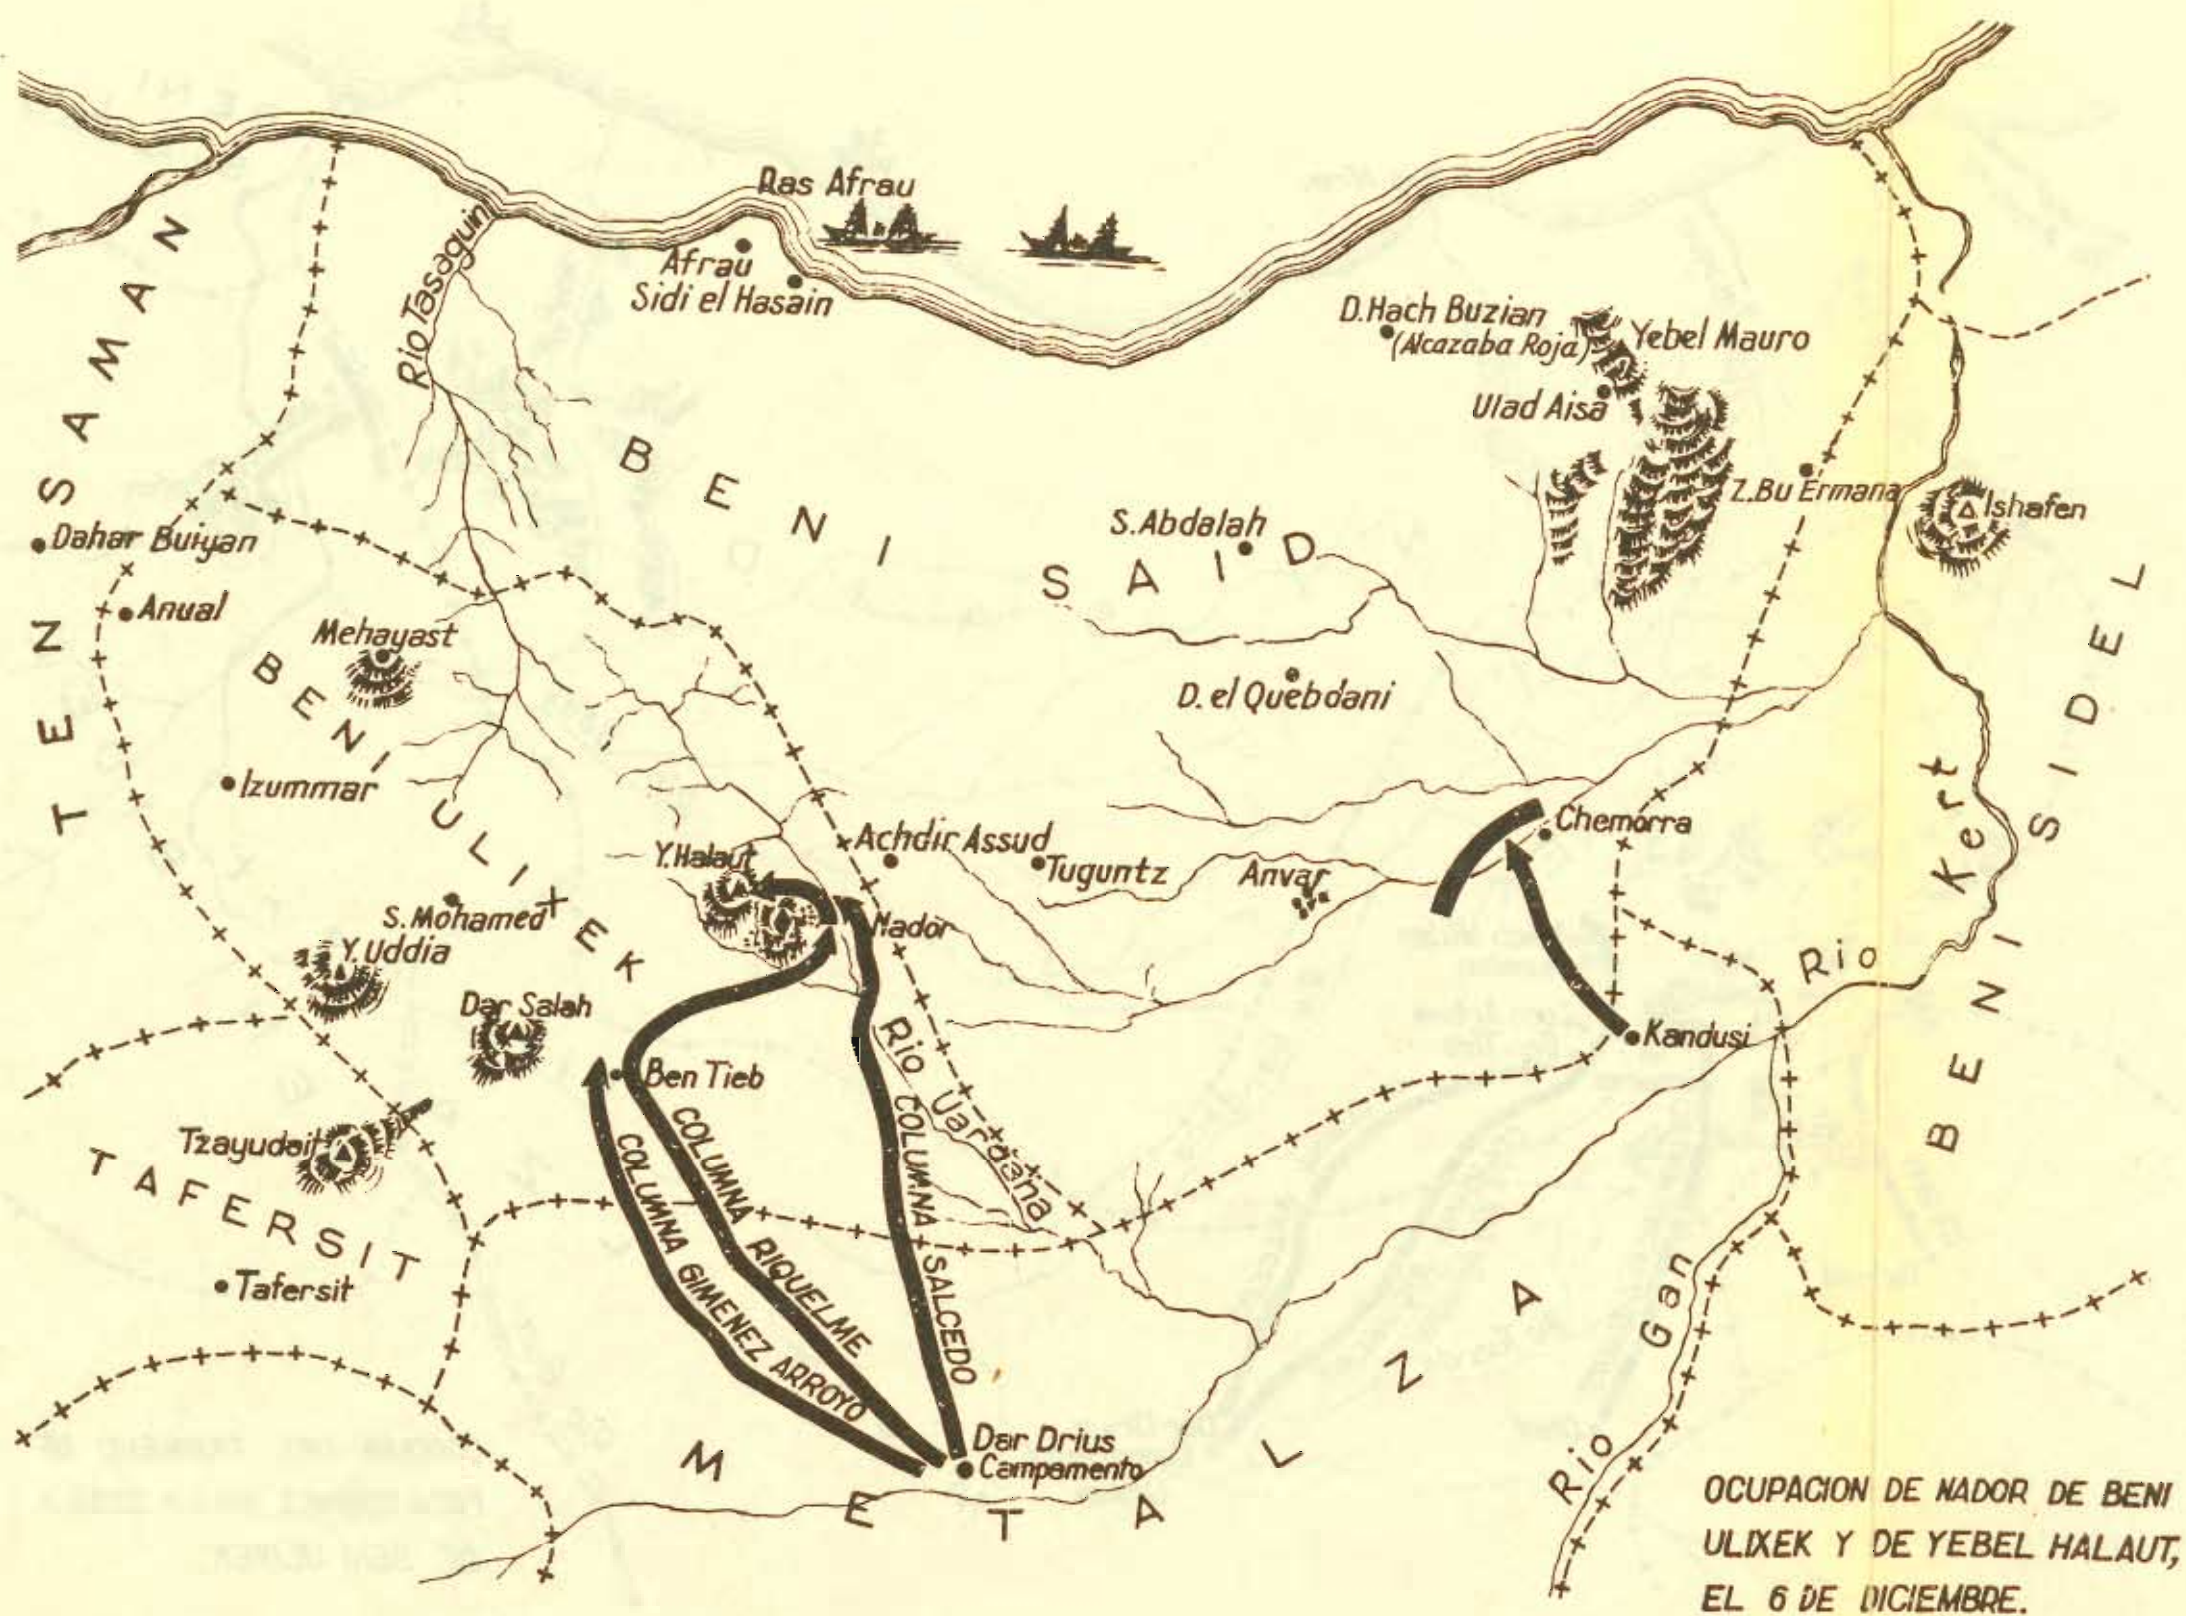 Ras Afrau
Afrau
Sidi el Hasain
Rio Tasaguin
D. Hach Buzian
(Alcazaba Roja)
Yebel Mauro
Ulad Aisa
Z. Bu Ermana
Ishafen
TENSAMAN
BENI SAID
S. Abdalah
Dahar Buiyan
Anual
Mehayast
D. el Quebdani
BENI ULIXEK
Izummar
Chemorra
Achdir Assud
Tuguntz
Anvar
Y. Halaut
Nador
S. Mohamed
Y. Uddia
Dar Salah
Ben Tieb
Rio Kert
BENI SIDEL
Kandusi
Rio Uardana
Tzayudait
TAFERSIT
Tafersit
COLUMNA GIMENEZ ARROYO
COLUMNA RIQUELME
COLUMNA SALCEDO
Dar Drius
Campamento
METALZA
Rio Gan
OCUPACION DE NADOR DE BENI
ULIXEK Y DE YEBEL HALAUT,
EL 6 DE DICIEMBRE.